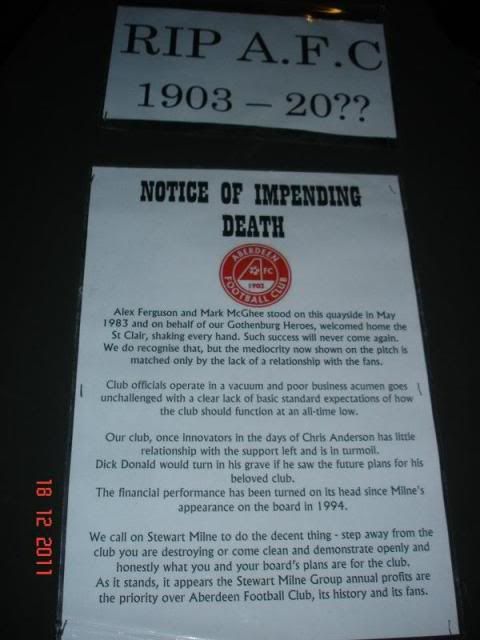 RIP A.F.C
1903 – 20??
NOTICE OF IMPENDING
DEATH
ABERDEEN
FC
1903
FOOTBALL CLUB
Alex Ferguson and Mark McGhee stood on this quayside in May
1983 and on behalf of our Gothenburg Heroes, welcomed home the
St Clair, shaking every hand. Such success will never come again.
We do recognise that, but the mediocrity now shown on the pitch is
matched only by the lack of a relationship with the fans.
Club officials operate in a vacuum and poor business acumen goes
unchallenged with a clear lack of basic standard expectations of how
the club should function at an all-time low.
Our club, once innovators in the days of Chris Anderson has little
relationship with the support left and is in turmoil.
Dick Donald would turn in his grave if he saw the future plans for his
beloved club.
The financial performance has been turned on its head since Milne's
appearance on the board in 1994.
We call on Stewart Milne to do the decent thing - step away from the
club you are destroying or come clean and demonstrate openly and
honestly what you and your board's plans are for the club.
As it stands, it appears the Stewart Milne Group annual profits are
the priority over Aberdeen Football Club, its history and its fans.
18 12 2011